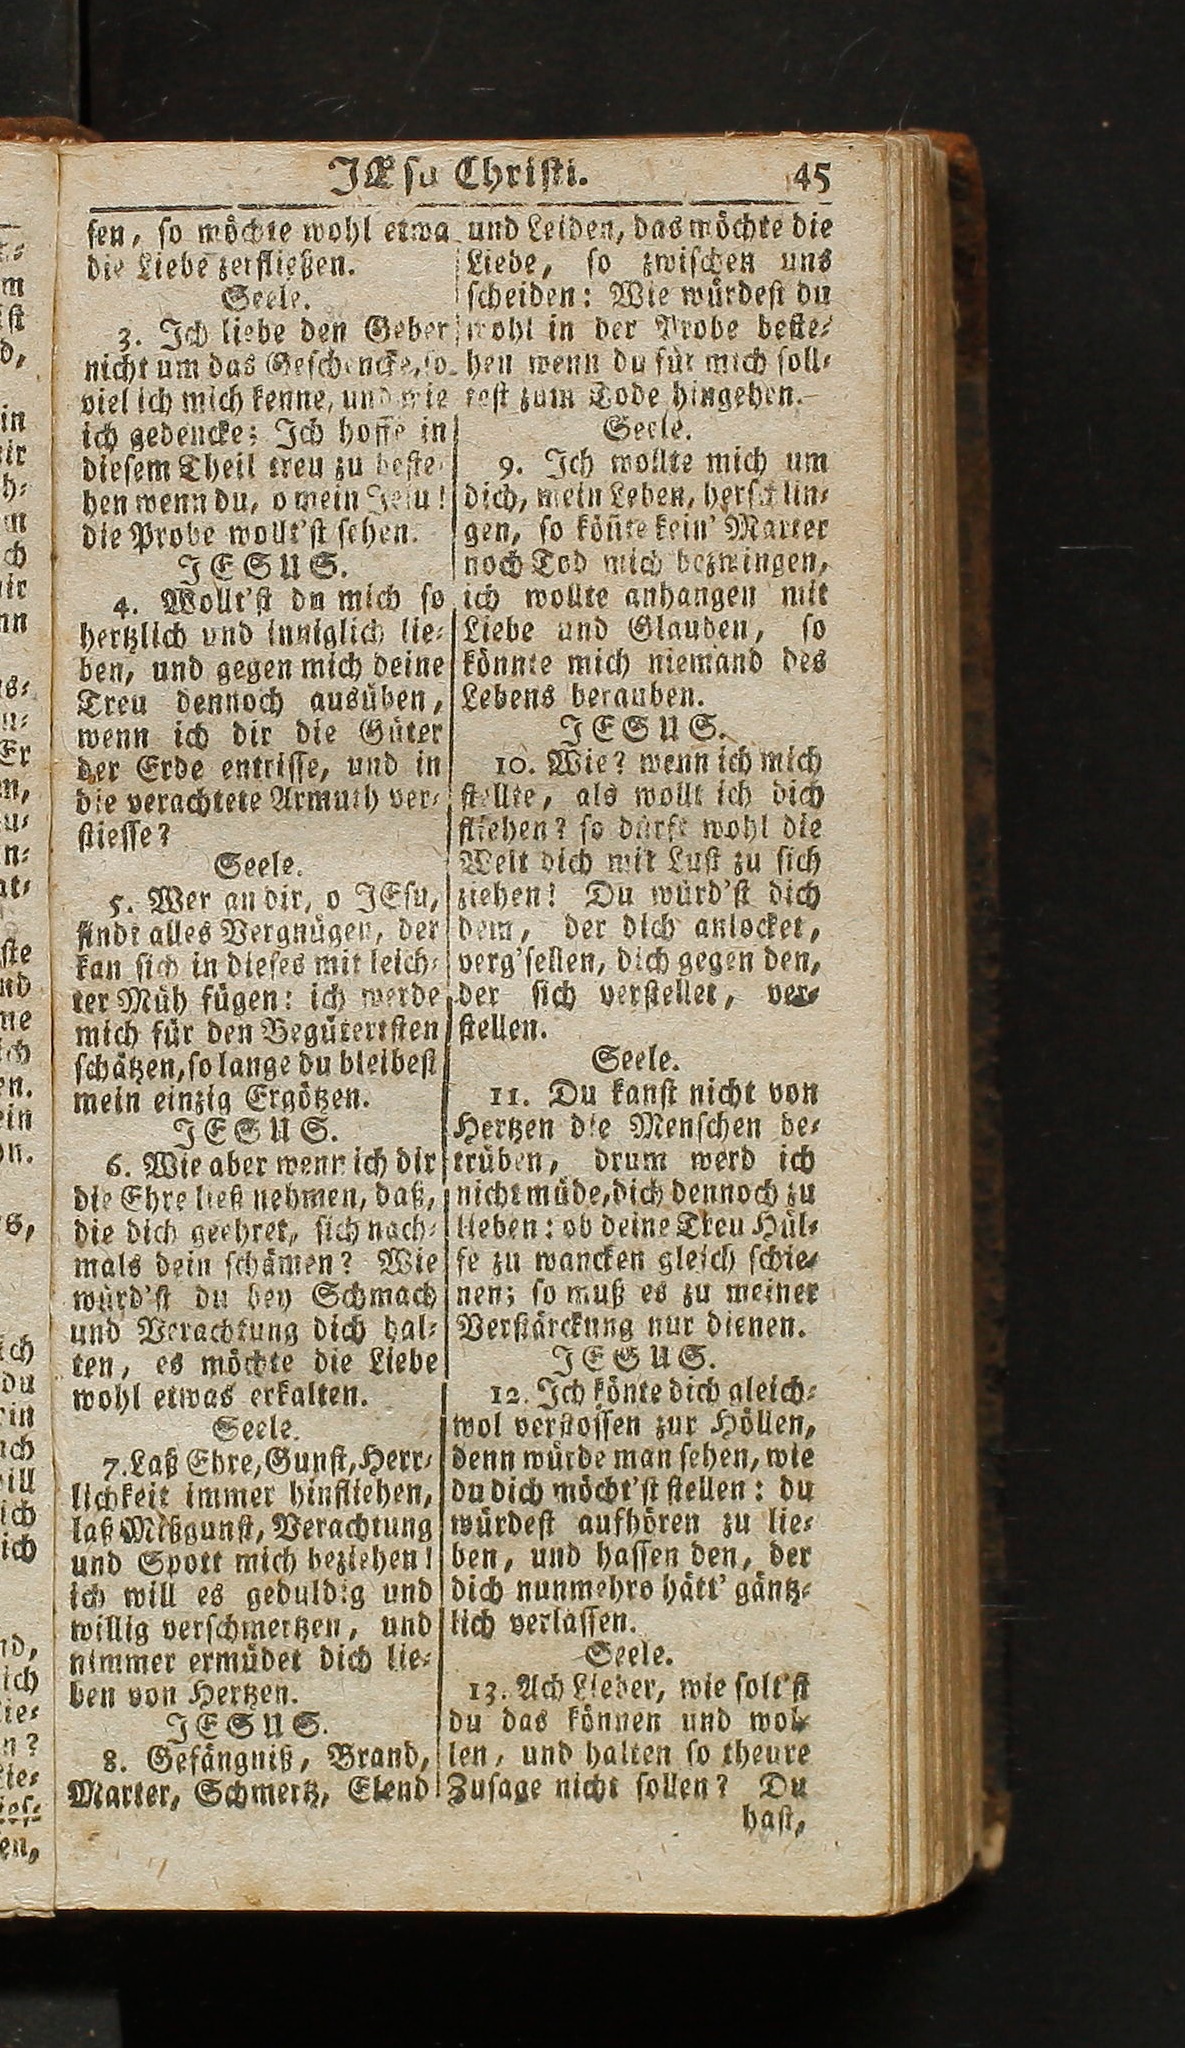 JEsu Christi. 45
sen, so möchte wohl etwa
die Liebe zerfließen.
Seele.
3. Ich liebe den Geber
nicht um das Geschencke, so
viel ich mich kenne, und wie
ich gedencke; Ich hoffe in
diesem Theil treu zu beste-
hen wenn du, o mein Jesu!
die Probe wollt'st sehen.
JESUS.
4. Wollt'st du mich so
hertzlich und inniglich lie-
ben, und gegen mich deine
Treu dennoch ausüben,
wenn ich dir die Güter
der Erde entrisse, und in
die verachtete Armuth ver-
stiesse?
Seele.
5. Wer an dir, o JEsu,
findt alles Vergnügen, der
kan sich in dieses mit leich-
ter Müh fügen: ich werde
mich für den Begütertsten
schätzen, so lange du bleibest
mein einzig Ergötzen.
JESUS.
6. Wie aber wenn ich dir
die Ehre ließ nehmen, daß,
die dich geehret, sich nach-
mals dein schämen? Wie
würd'st du bey Schmach
und Verachtung dich hal-
ten, es möchte die Liebe
wohl etwas erkalten.
Seele.
7. Laß Ehre, Gunst, Herr-
lichkeit immer hinfliehen,
laß Mißgunst, Verachtung
und Spott mich beziehen!
ich will es geduldig und
willig verschmertzen, und
nimmer ermüdet dich lie-
ben von Hertzen.
JESUS.
8. Gefängniß, Brand,
Marter, Schmertz, Elend
und Leiden, das möchte die
Liebe, so zwischen uns
scheiden: Wie würdest du
wohl in der Probe beste-
hen wenn du für mich soll-
test zum Tode hingehen.
Seele.
9. Ich wollte mich um
dich, mein Leben, herschlin-
gen, so köñte kein' Marter
noch Tod mich bezwingen,
ich wollte anhangen mit
Liebe und Glauben, so
könnte mich niemand des
Lebens berauben.
JESUS.
10. Wie? wenn ich mich
stellte, als wollt ich dich
fliehen? so dürft wohl die
Welt dich mit Lust zu sich
ziehen! Du würd'st dich
dem, der dich anlocket,
verg'sellen, dich gegen den,
der sich verstellet, ver-
stellen.
Seele.
11. Du kanst nicht von
Hertzen die Menschen be-
trüben, drum werd ich
nicht müde, dich dennoch zu
lieben: ob deine Treu Hül-
fe zu wancken gleich schie-
nen; so muß es zu meiner
Verstärckung nur dienen.
JESUS.
12. Ich könte dich gleich-
wol verstossen zur Höllen,
denn würde man sehen, wie
du dich möcht'st stellen: du
würdest aufhören zu lie-
ben, und hassen den, der
dich nunmehro hätt' gäntz-
lich verlassen.
Seele.
13. Ach Lieber, wie solt'st
du das können und wol-
len, und halten so theure
Zusage nicht sollen? Du
hast,